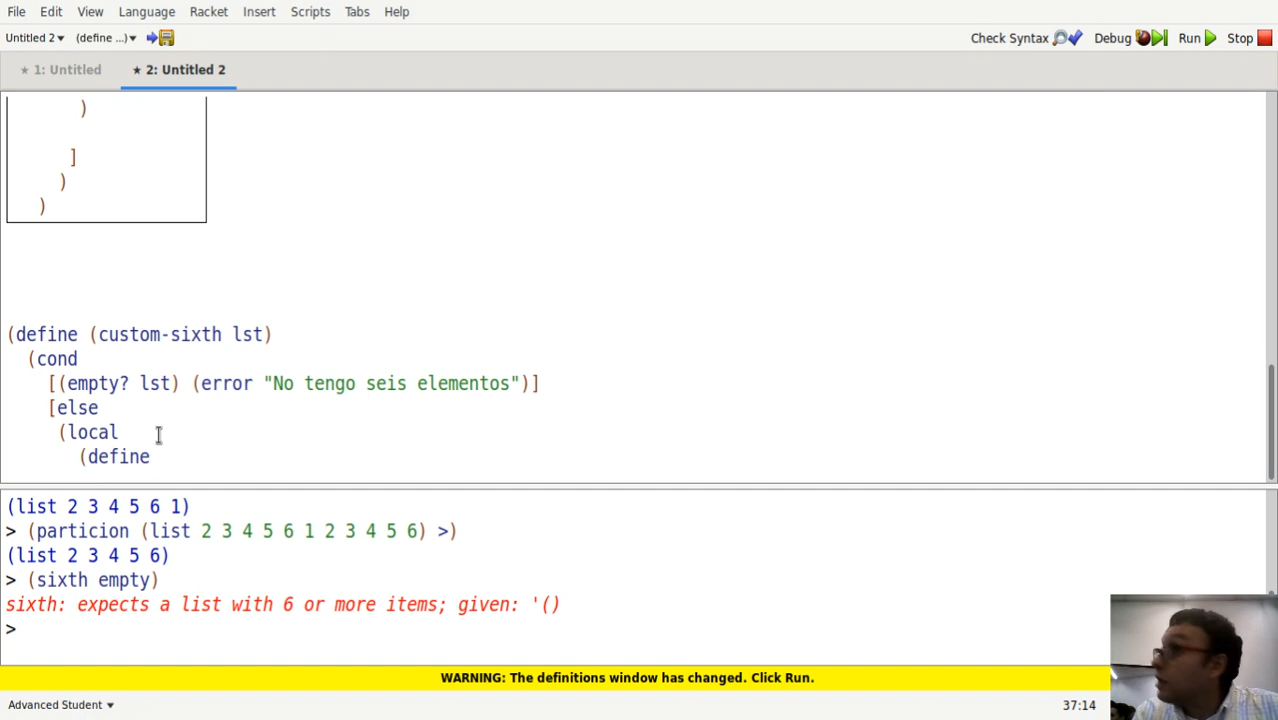 File Edit View Language Racket Insert Scripts Tabs Help
Untitled 2 (define ...) Check Syntax Debug Run Stop
1: Untitled 2: Untitled 2
)
]
)
)
(define (custom-sixth lst)
(cond
[(empty? lst) (error "No tengo seis elementos")]
[else
(local
(define
(list 2 3 4 5 6 1)
> (particion (list 2 3 4 5 6 1 2 3 4 5 6) >)
(list 2 3 4 5 6)
> (sixth empty)
sixth: expects a list with 6 or more items; given: '()
>
WARNING: The definitions window has changed. Click Run.
Advanced Student 37:14